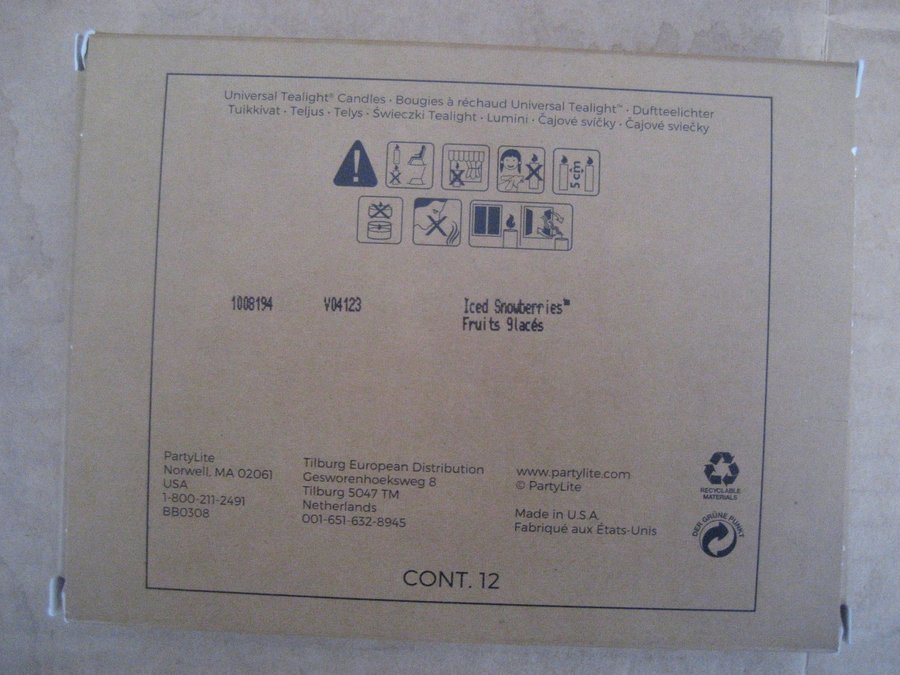 Universal Tealight® Candles · Bougies à réchaud Universal Tealight™ · Duftteelichter
Tuikkivat · Teljus · Telys · Świeczki Tealight · Lumini · Čajové svíčky · Čajové sviečky
5 cm
1008194 V04123 Iced Snowberries™
Fruits glacés
PartyLite
Norwell, MA 02061
USA
1-800-211-2491
BB0308
Tilburg European Distribution
Gesworenhoeksweg 8
Tilburg 5047 TM
Netherlands
001-651-632-8945
www.partylite.com
© PartyLite
Made in U.S.A.
Fabriqué aux États-Unis
RECYCLABLE
MATERIALS
DER GRÜNE PUNKT
CONT. 12